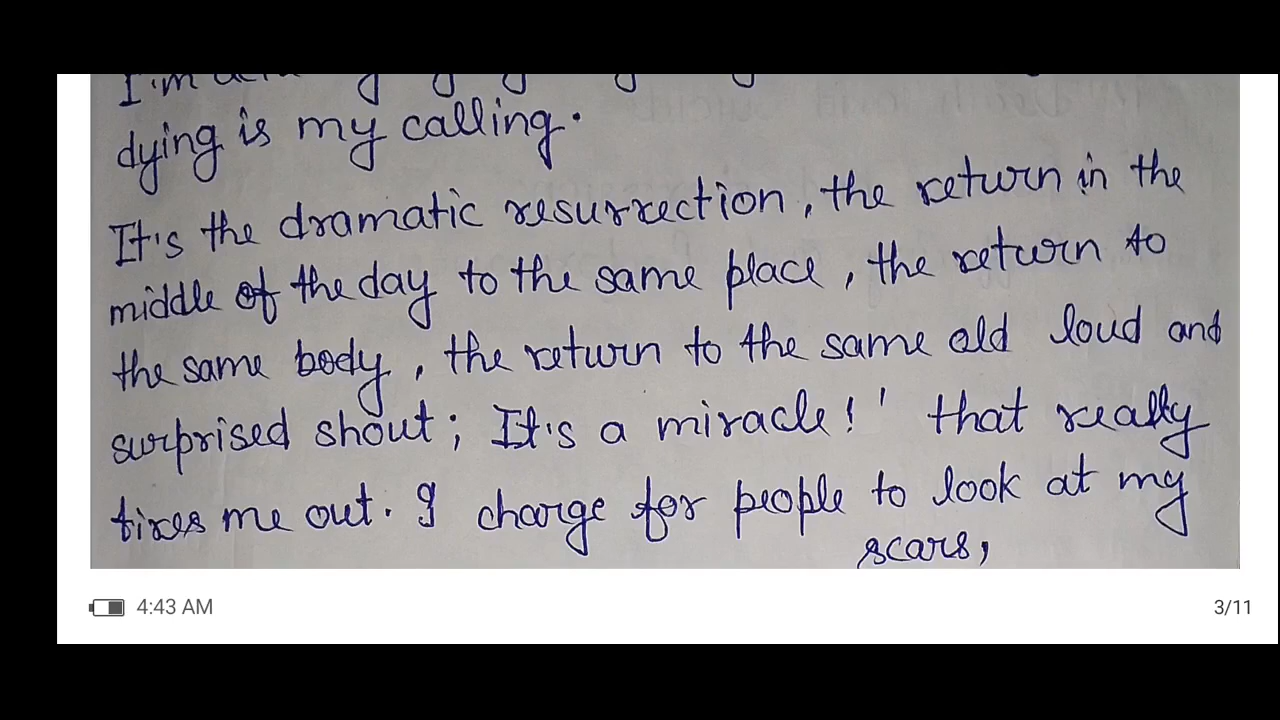 I'm
dying is my calling.
It's the dramatic resurrection, the return in the
middle of the day to the same place, the return to
the same body, the return to the same old loud and
surprised shout; It's a miracle!' that really
tires me out. I charge for people to look at my
scars,
4:43 AM
3/11